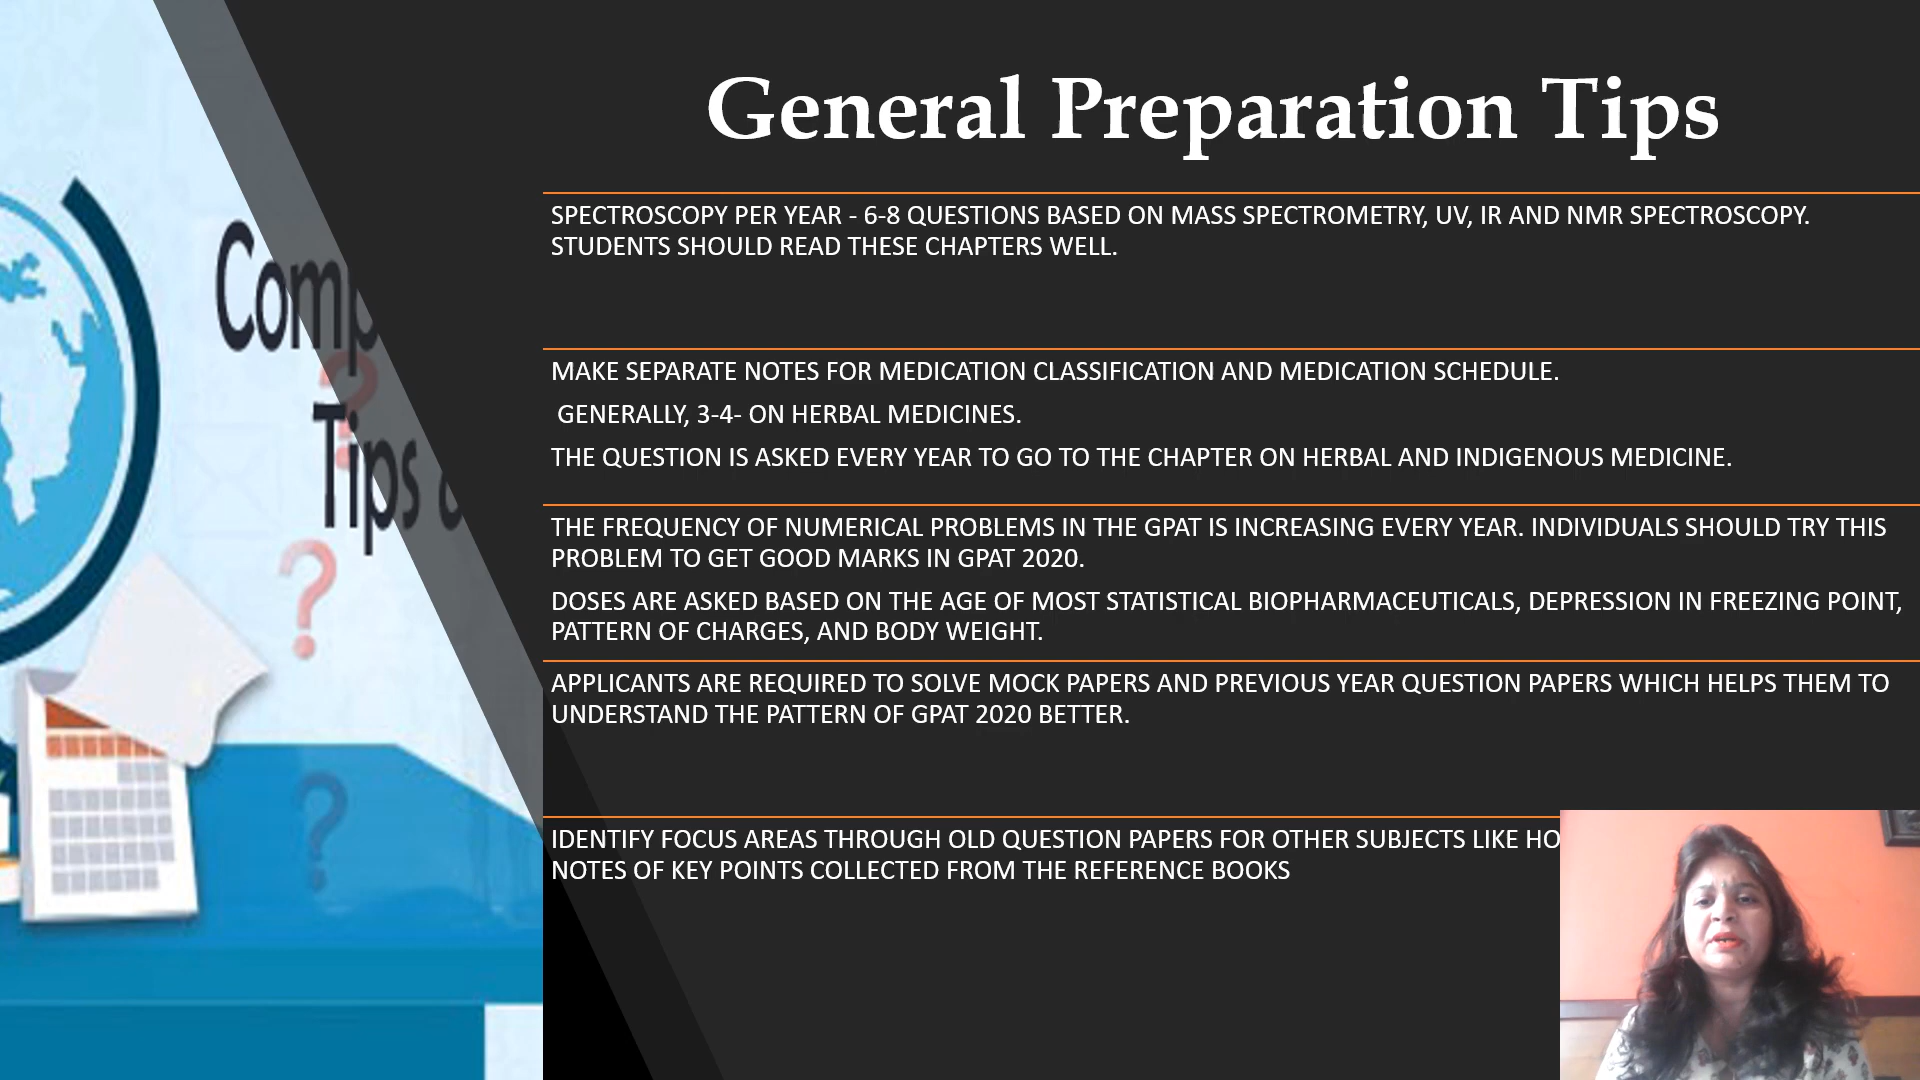 General Preparation Tips
SPECTROSCOPY PER YEAR - 6-8 QUESTIONS BASED ON MASS SPECTROMETRY, UV, IR AND NMR SPECTROSCOPY.
STUDENTS SHOULD READ THESE CHAPTERS WELL.
MAKE SEPARATE NOTES FOR MEDICATION CLASSIFICATION AND MEDICATION SCHEDULE.
GENERALLY, 3-4- ON HERBAL MEDICINES.
THE QUESTION IS ASKED EVERY YEAR TO GO TO THE CHAPTER ON HERBAL AND INDIGENOUS MEDICINE.
THE FREQUENCY OF NUMERICAL PROBLEMS IN THE GPAT IS INCREASING EVERY YEAR. INDIVIDUALS SHOULD TRY THIS
PROBLEM TO GET GOOD MARKS IN GPAT 2020.
DOSES ARE ASKED BASED ON THE AGE OF MOST STATISTICAL BIOPHARMACEUTICALS, DEPRESSION IN FREEZING POINT,
PATTERN OF CHARGES, AND BODY WEIGHT.
APPLICANTS ARE REQUIRED TO SOLVE MOCK PAPERS AND PREVIOUS YEAR QUESTION PAPERS WHICH HELPS THEM TO
UNDERSTAND THE PATTERN OF GPAT 2020 BETTER.
IDENTIFY FOCUS AREAS THROUGH OLD QUESTION PAPERS FOR OTHER SUBJECTS LIKE
NOTES OF KEY POINTS COLLECTED FROM THE REFERENCE BOOKS
Comp
Tips